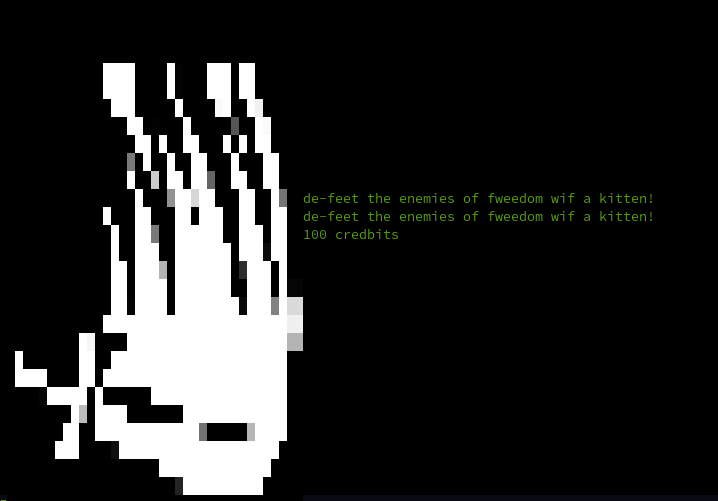 de-feet the enemies of fweedom wif a kitten!
de-feet the enemies of fweedom wif a kitten!
100 credbits